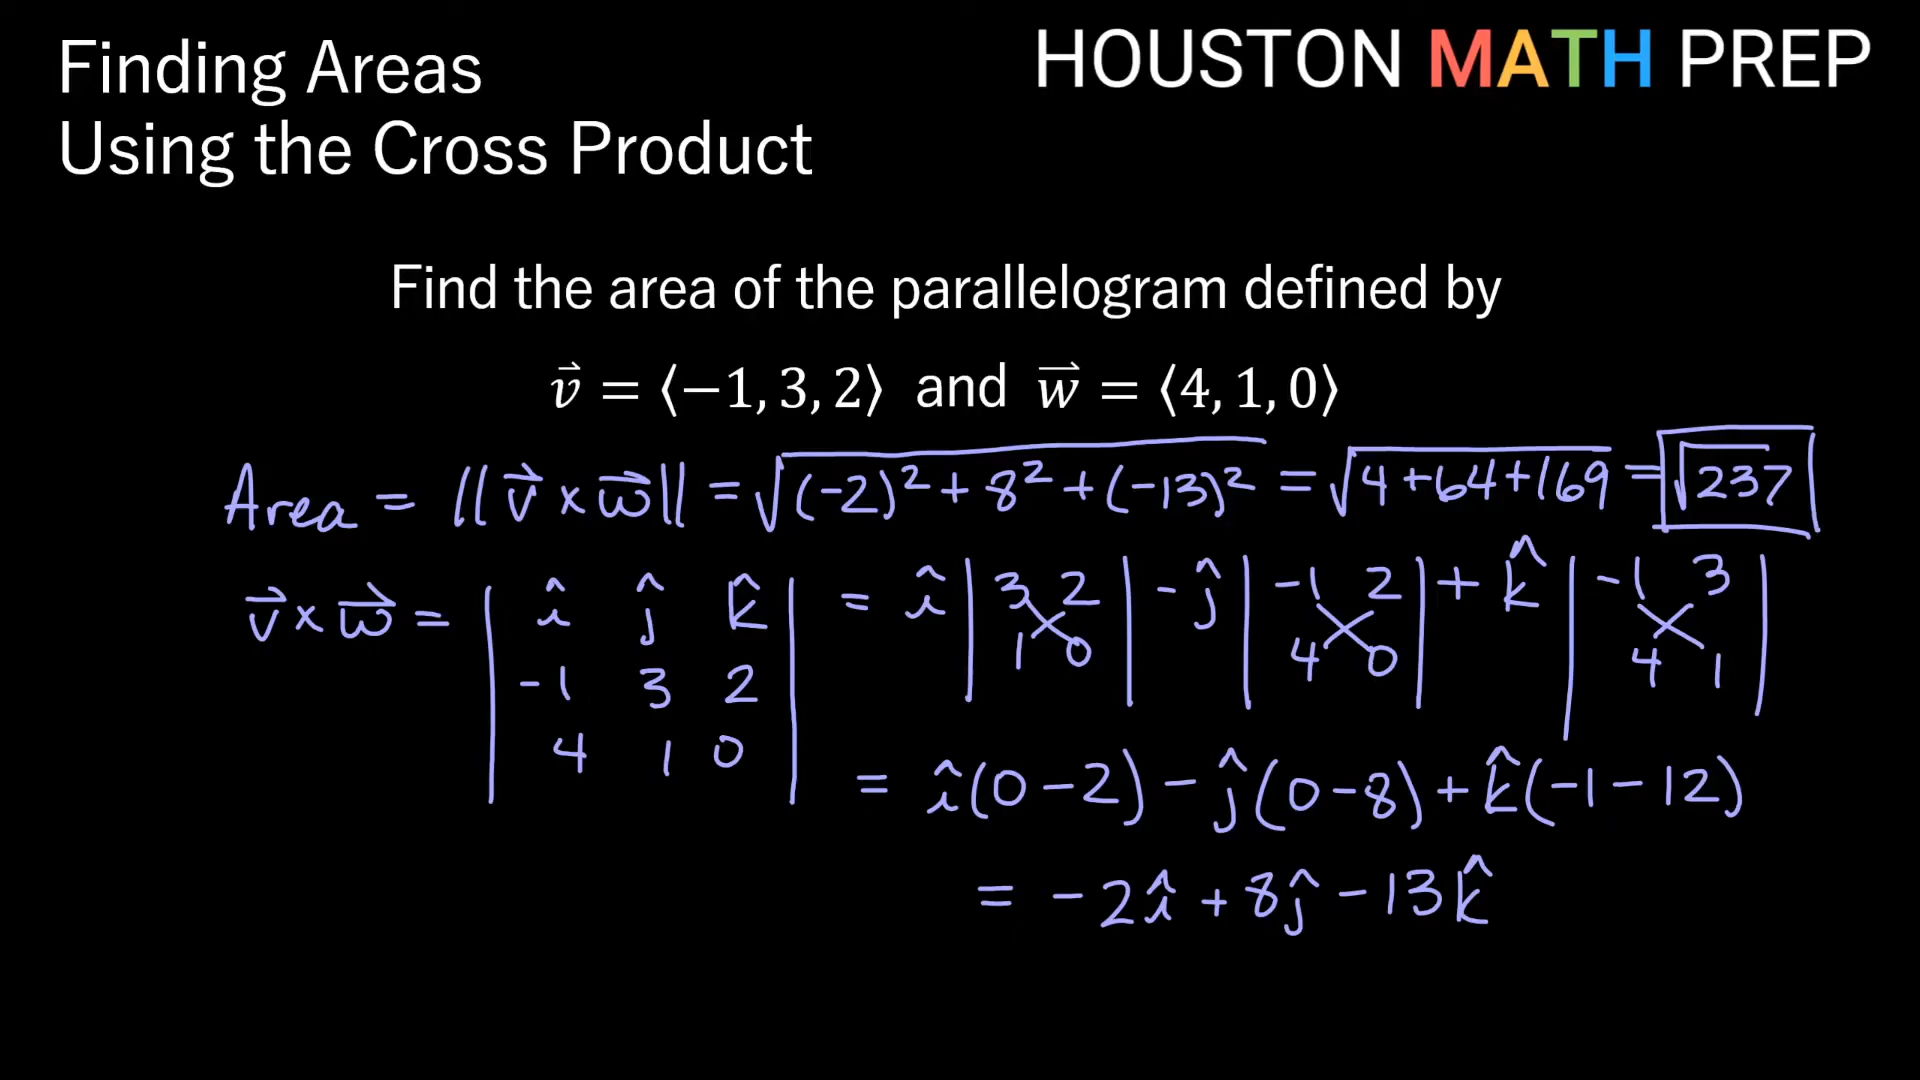 Finding Areas
Using the Cross Product
HOUSTON MATH PREP
Find the area of the parallelogram defined by
v⃗ = ⟨−1, 3, 2⟩ and w⃗ = ⟨4, 1, 0⟩
Area = ||v⃗ × w⃗|| = √((-2)² + 8² + (-13)²) = √(4+64+169) = √237
v⃗ × w⃗ = | î ĵ k̂ | = î | 3 2 | - ĵ | -1 2 | + k̂ | -1 3 |
| -1 3 2 | | 1 0 | | 4 0 | | 4 1 |
| 4 1 0 |
= î(0-2) - ĵ(0-8) + k̂(-1-12)
= -2î + 8ĵ - 13k̂